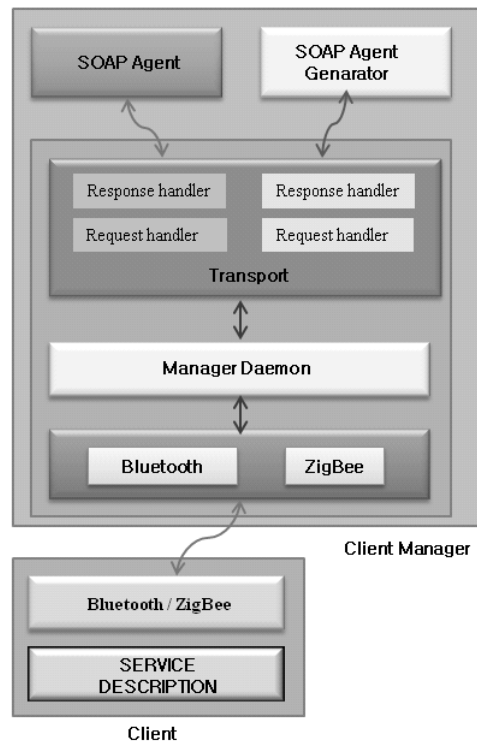 SOAP Agent
SOAP Agent
Genarator
Response handler
Response handler
Request handler
Request handler
Transport
Manager Daemon
Bluetooth
ZigBee
Client Manager
Bluetooth / ZigBee
SERVICE
DESCRIPTION
Client